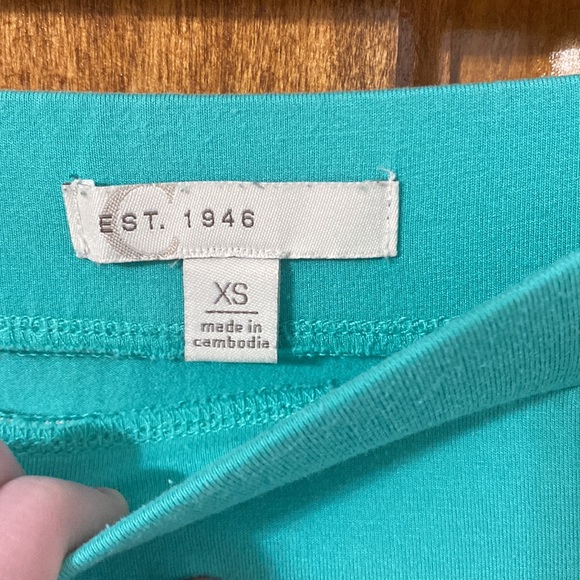 C
EST. 1946
XS
made in
cambodia